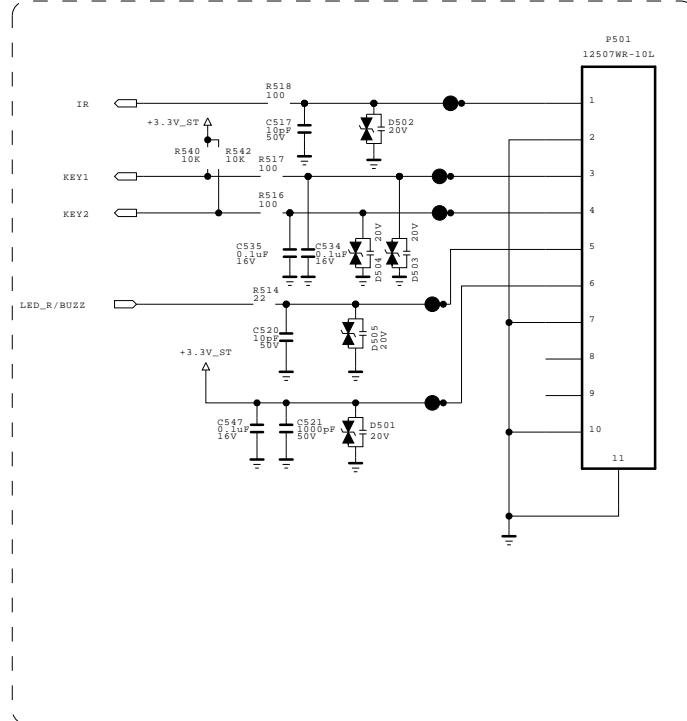 P501
12507WR-10L
R518
100
IR
1
+3.3V_ST
C517
10pF
50V
D502
20V
2
R540
10K
R542
10K
R517
100
KEY1
3
R516
100
KEY2
4
C535
0.1uF
16V
C534
0.1uF
16V
D504
20V
D503
20V
5
6
R514
22
LED_R/BUZZ
C520
10pF
50V
D505
20V
7
+3.3V_ST
8
9
C547
0.1uF
16V
C521
1000pF
50V
D501
20V
10
11